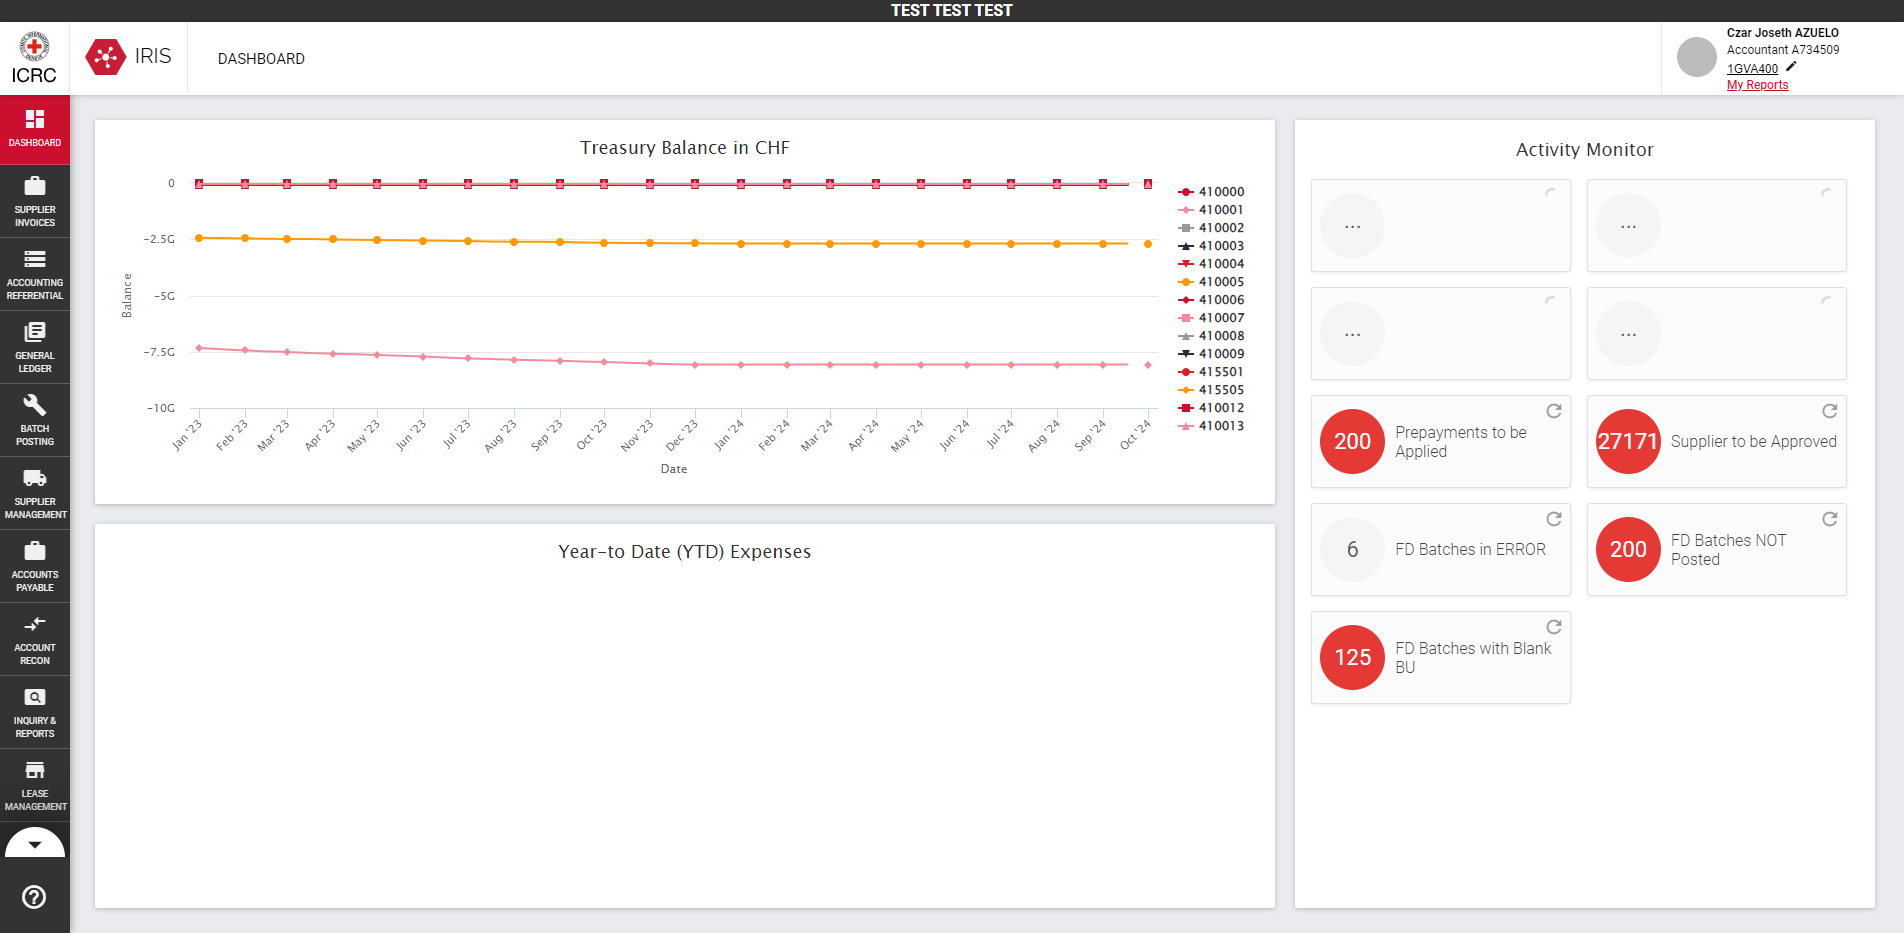 TEST TEST TEST
ICRC
IRIS
DASHBOARD
Czar Joseth AZUELO
Accountant A734509
1GVA400
My Reports
DASHBOARD
SUPPLIER
INVOICES
ACCOUNTING
REFERENTIAL
GENERAL
LEDGER
BATCH
POSTING
SUPPLIER
MANAGEMENT
ACCOUNTS
PAYABLE
ACCOUNT
RECON
INQUIRY &
REPORTS
LEASE
MANAGEMENT
Treasury Balance in CHF
Balance
0
-2.5G
-5G
-7.5G
-10G
Jan '23
Feb '23
Mar '23
Apr '23
May '23
Jun '23
Jul '23
Aug '23
Sep '23
Oct '23
Nov '23
Dec '23
Jan '24
Feb '24
Mar '24
Apr '24
May '24
Jun '24
Jul '24
Aug '24
Sep '24
Oct '24
Date
410000
410001
410002
410003
410004
410005
410006
410007
410008
410009
415501
415505
410012
410013
Year-to Date (YTD) Expenses
Activity Monitor
...
...
...
...
200
Prepayments to be
Applied
27171
Supplier to be Approved
6
FD Batches in ERROR
200
FD Batches NOT
Posted
125
FD Batches with Blank
BU